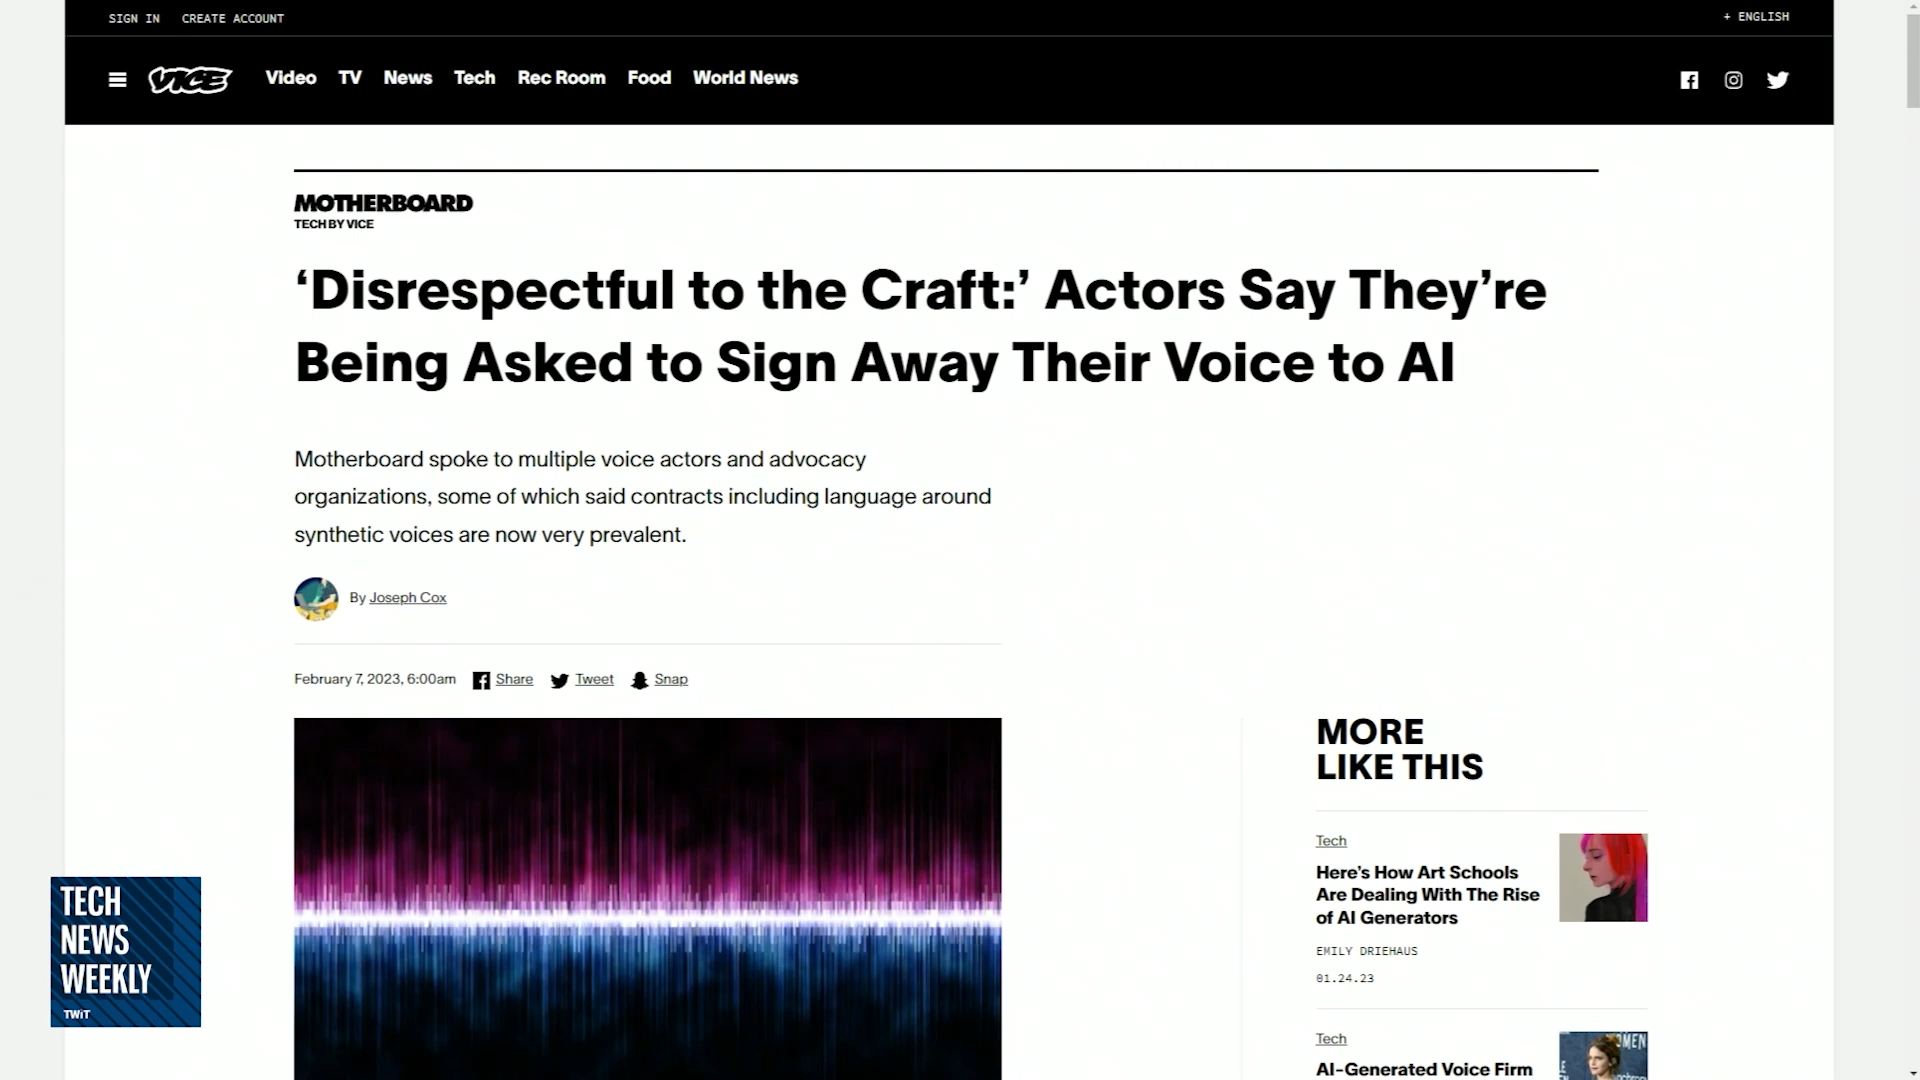 SIGN IN CREATE ACCOUNT
+ ENGLISH
VICE Video TV News Tech Rec Room Food World News
MOTHERBOARD
TECH BY VICE
‘Disrespectful to the Craft:’ Actors Say They’re
Being Asked to Sign Away Their Voice to AI
Motherboard spoke to multiple voice actors and advocacy
organizations, some of which said contracts including language around
synthetic voices are now very prevalent.
By Joseph Cox
February 7, 2023, 6:00am Share Tweet Snap
MORE
LIKE THIS
Tech
Here’s How Art Schools
Are Dealing With The Rise
of AI Generators
EMILY DRIEHAUS
01.24.23
Tech
AI-Generated Voice Firm
TECH
NEWS
WEEKLY
TWiT